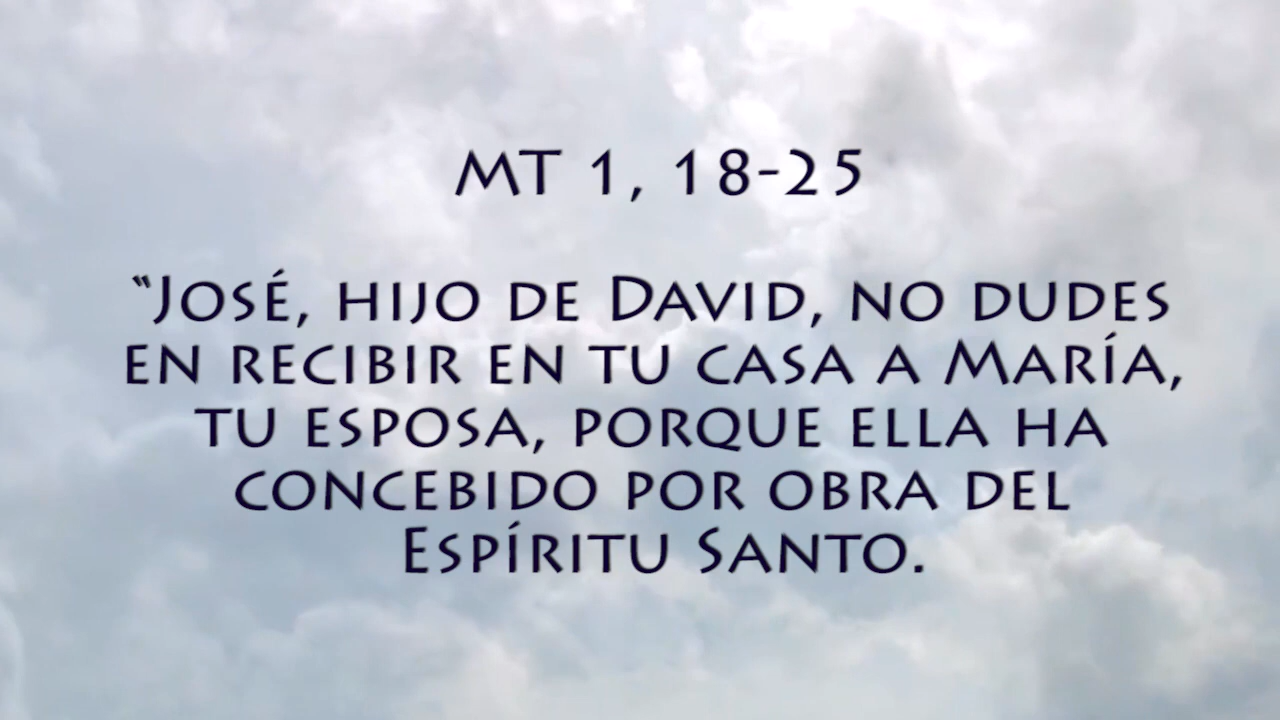 MT 1, 18-25
“José, hijo de David, no dudes
en recibir en tu casa a María,
tu esposa, porque ella ha
concebido por obra del
Espíritu Santo.